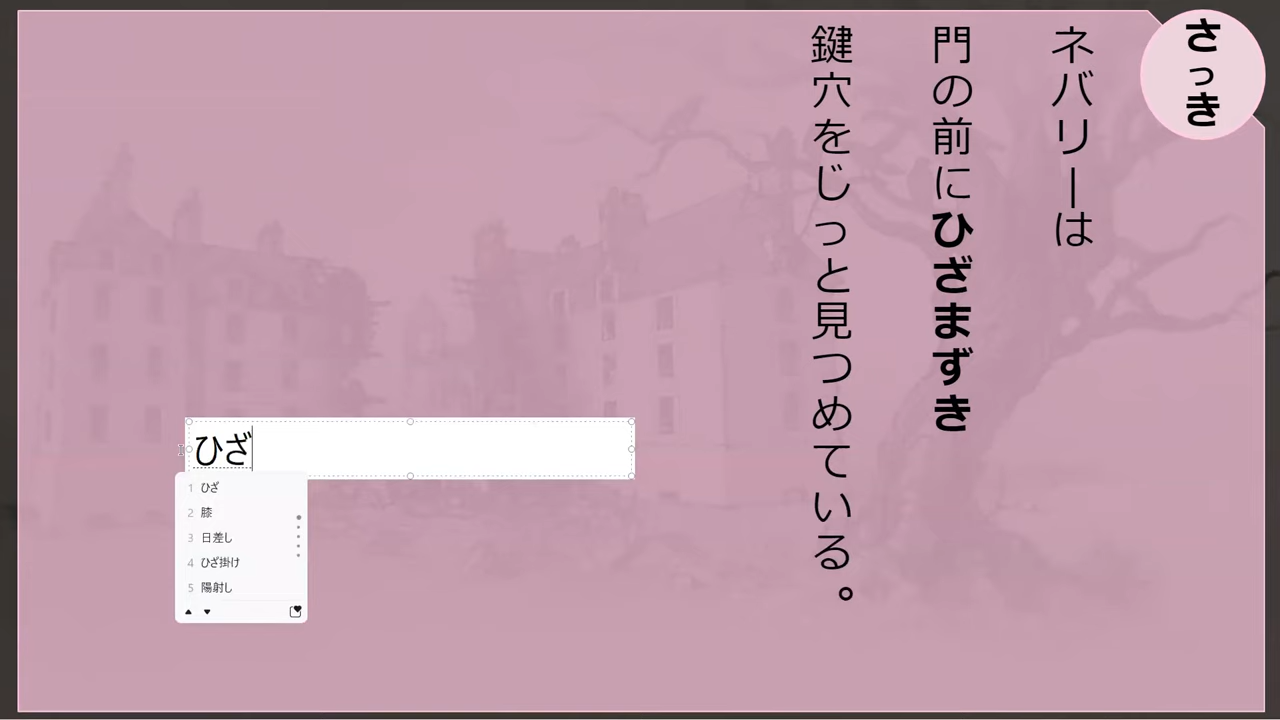 さっき
ネバリーは
門の前にひざまずき
鍵穴をじっと見つめている。
ひざ
1 ひざ
2 膝
3 日差し
4 ひざ掛け
5 陽射し